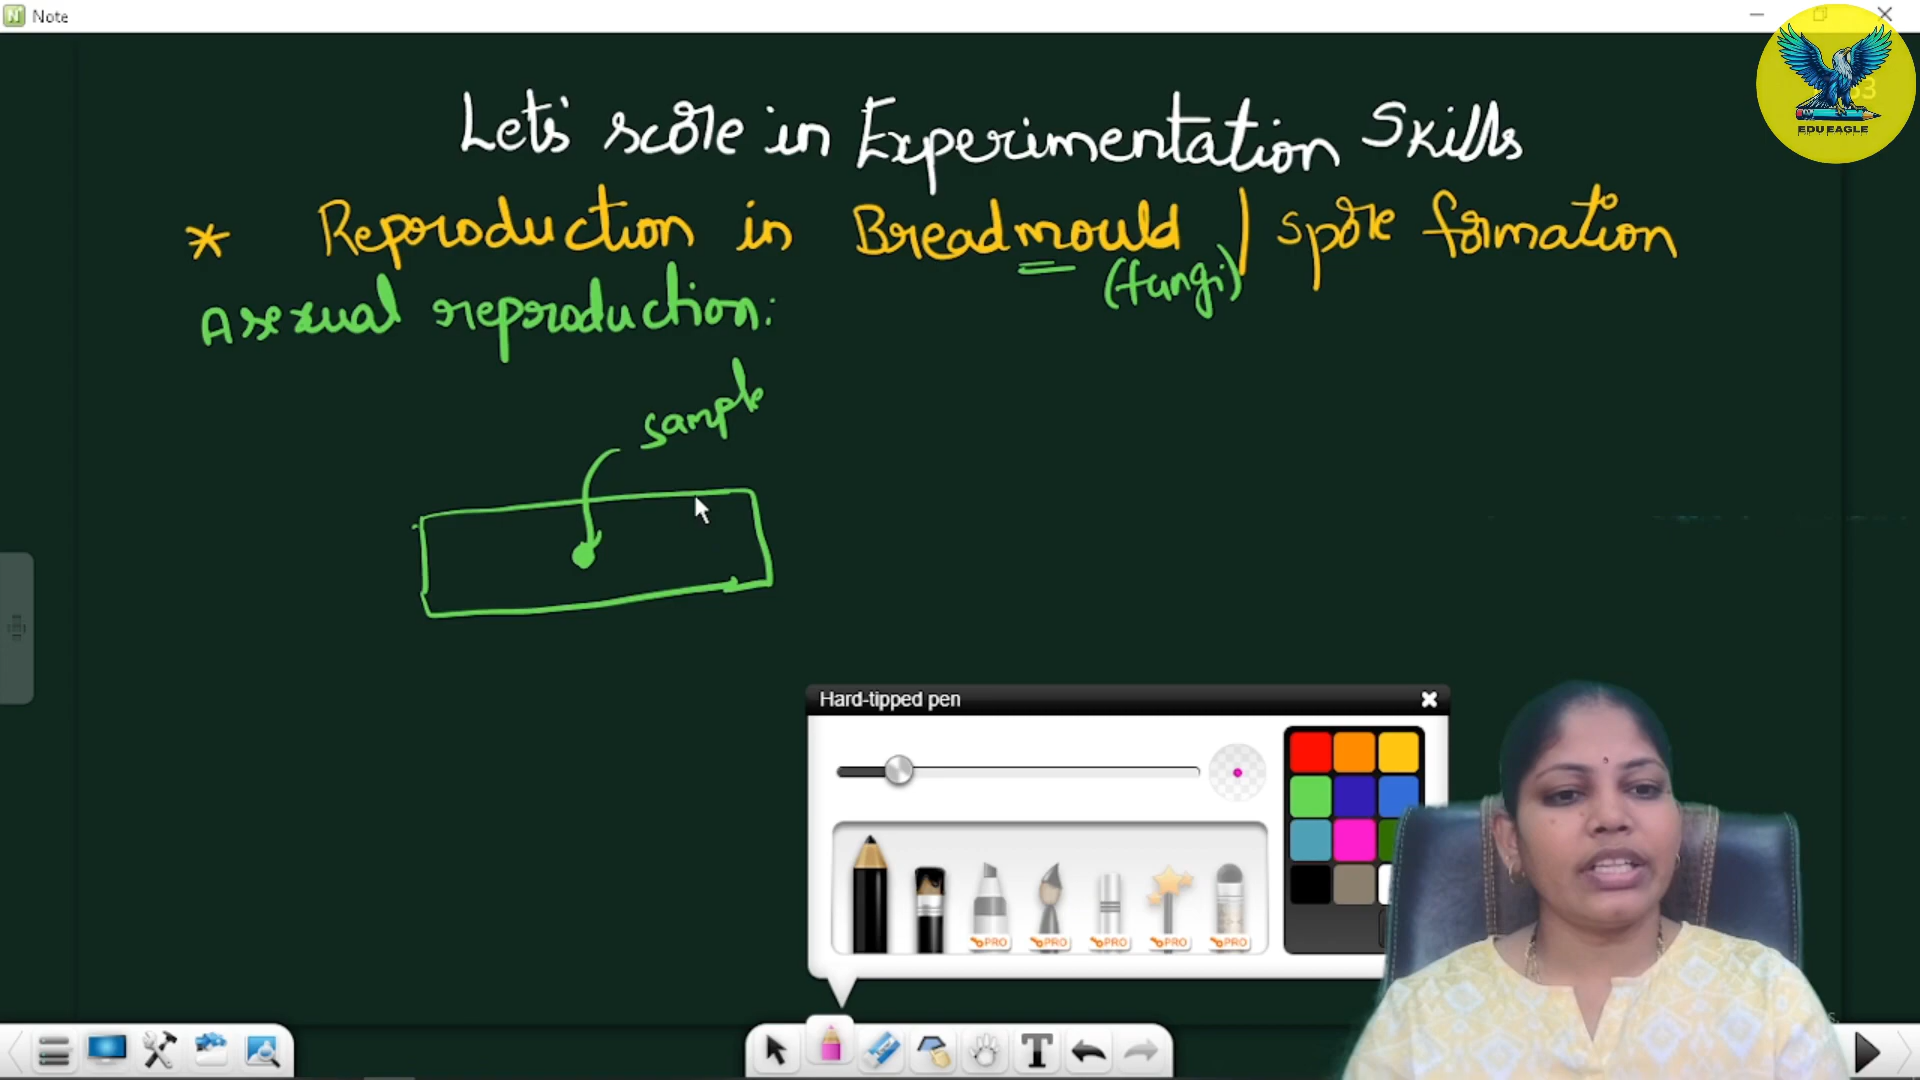 Note
EDU EAGLE
Let's score in Experimentation Skills
* Reproduction in Breadmould / spore formation
(fungi)
Asexual reproduction:
sample
Hard-tipped pen
PRO PRO PRO PRO PRO
T